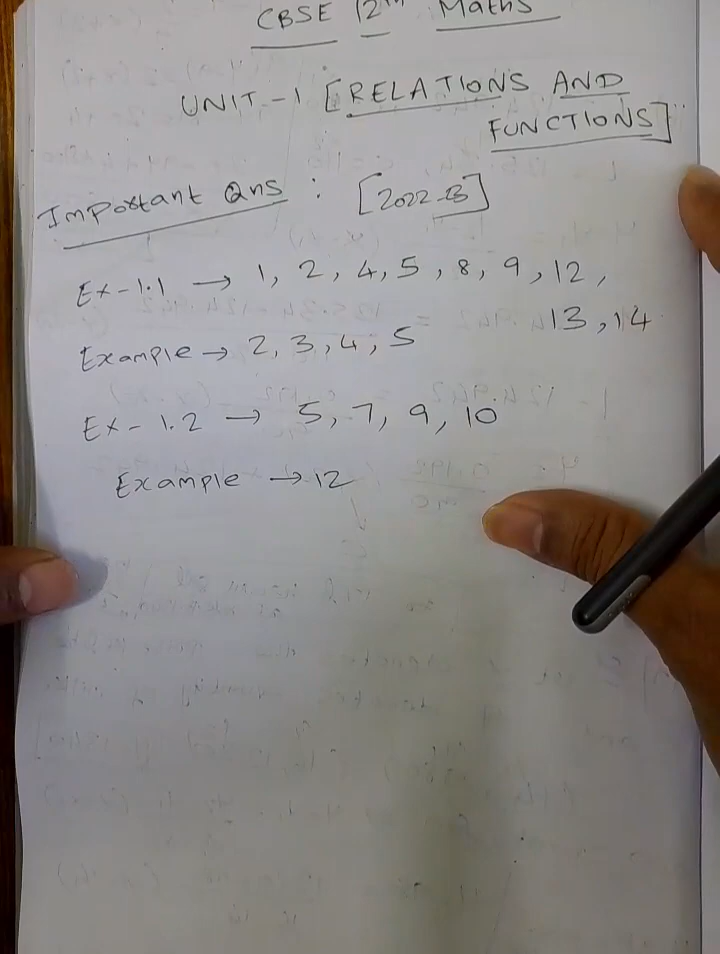 CBSE 12th Maths
UNIT-1 [RELATIONS AND
FUNCTIONS]
Important Qns : [2022-23]
Ex-1.1 → 1, 2, 4, 5, 8, 9, 12,
13, 14
Example → 2, 3, 4, 5
Ex-1.2 → 5, 7, 9, 10
Example → 12